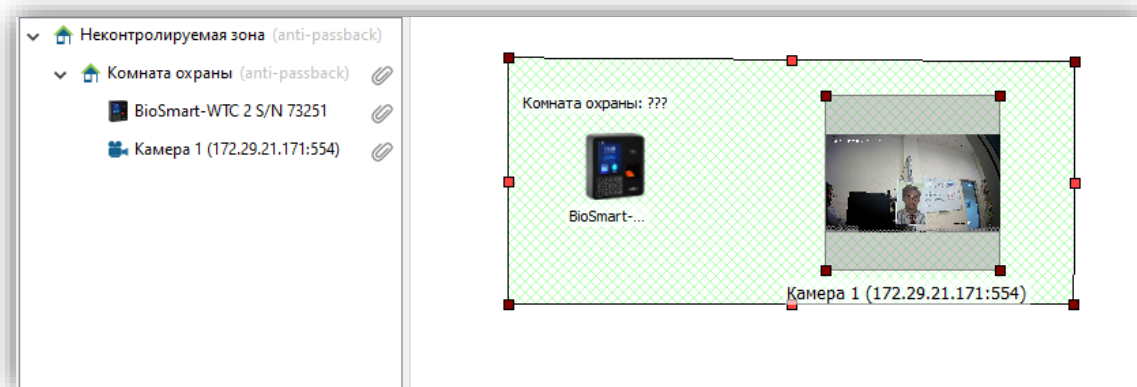 Неконтролируемая зона (anti-passback)
Комната охраны (anti-passback)
BioSmart-WTC 2 S/N 73251
Камера 1 (172.29.21.171:554)
Комната охраны: ???
BioSmart-...
Камера 1 (172.29.21.171:554)